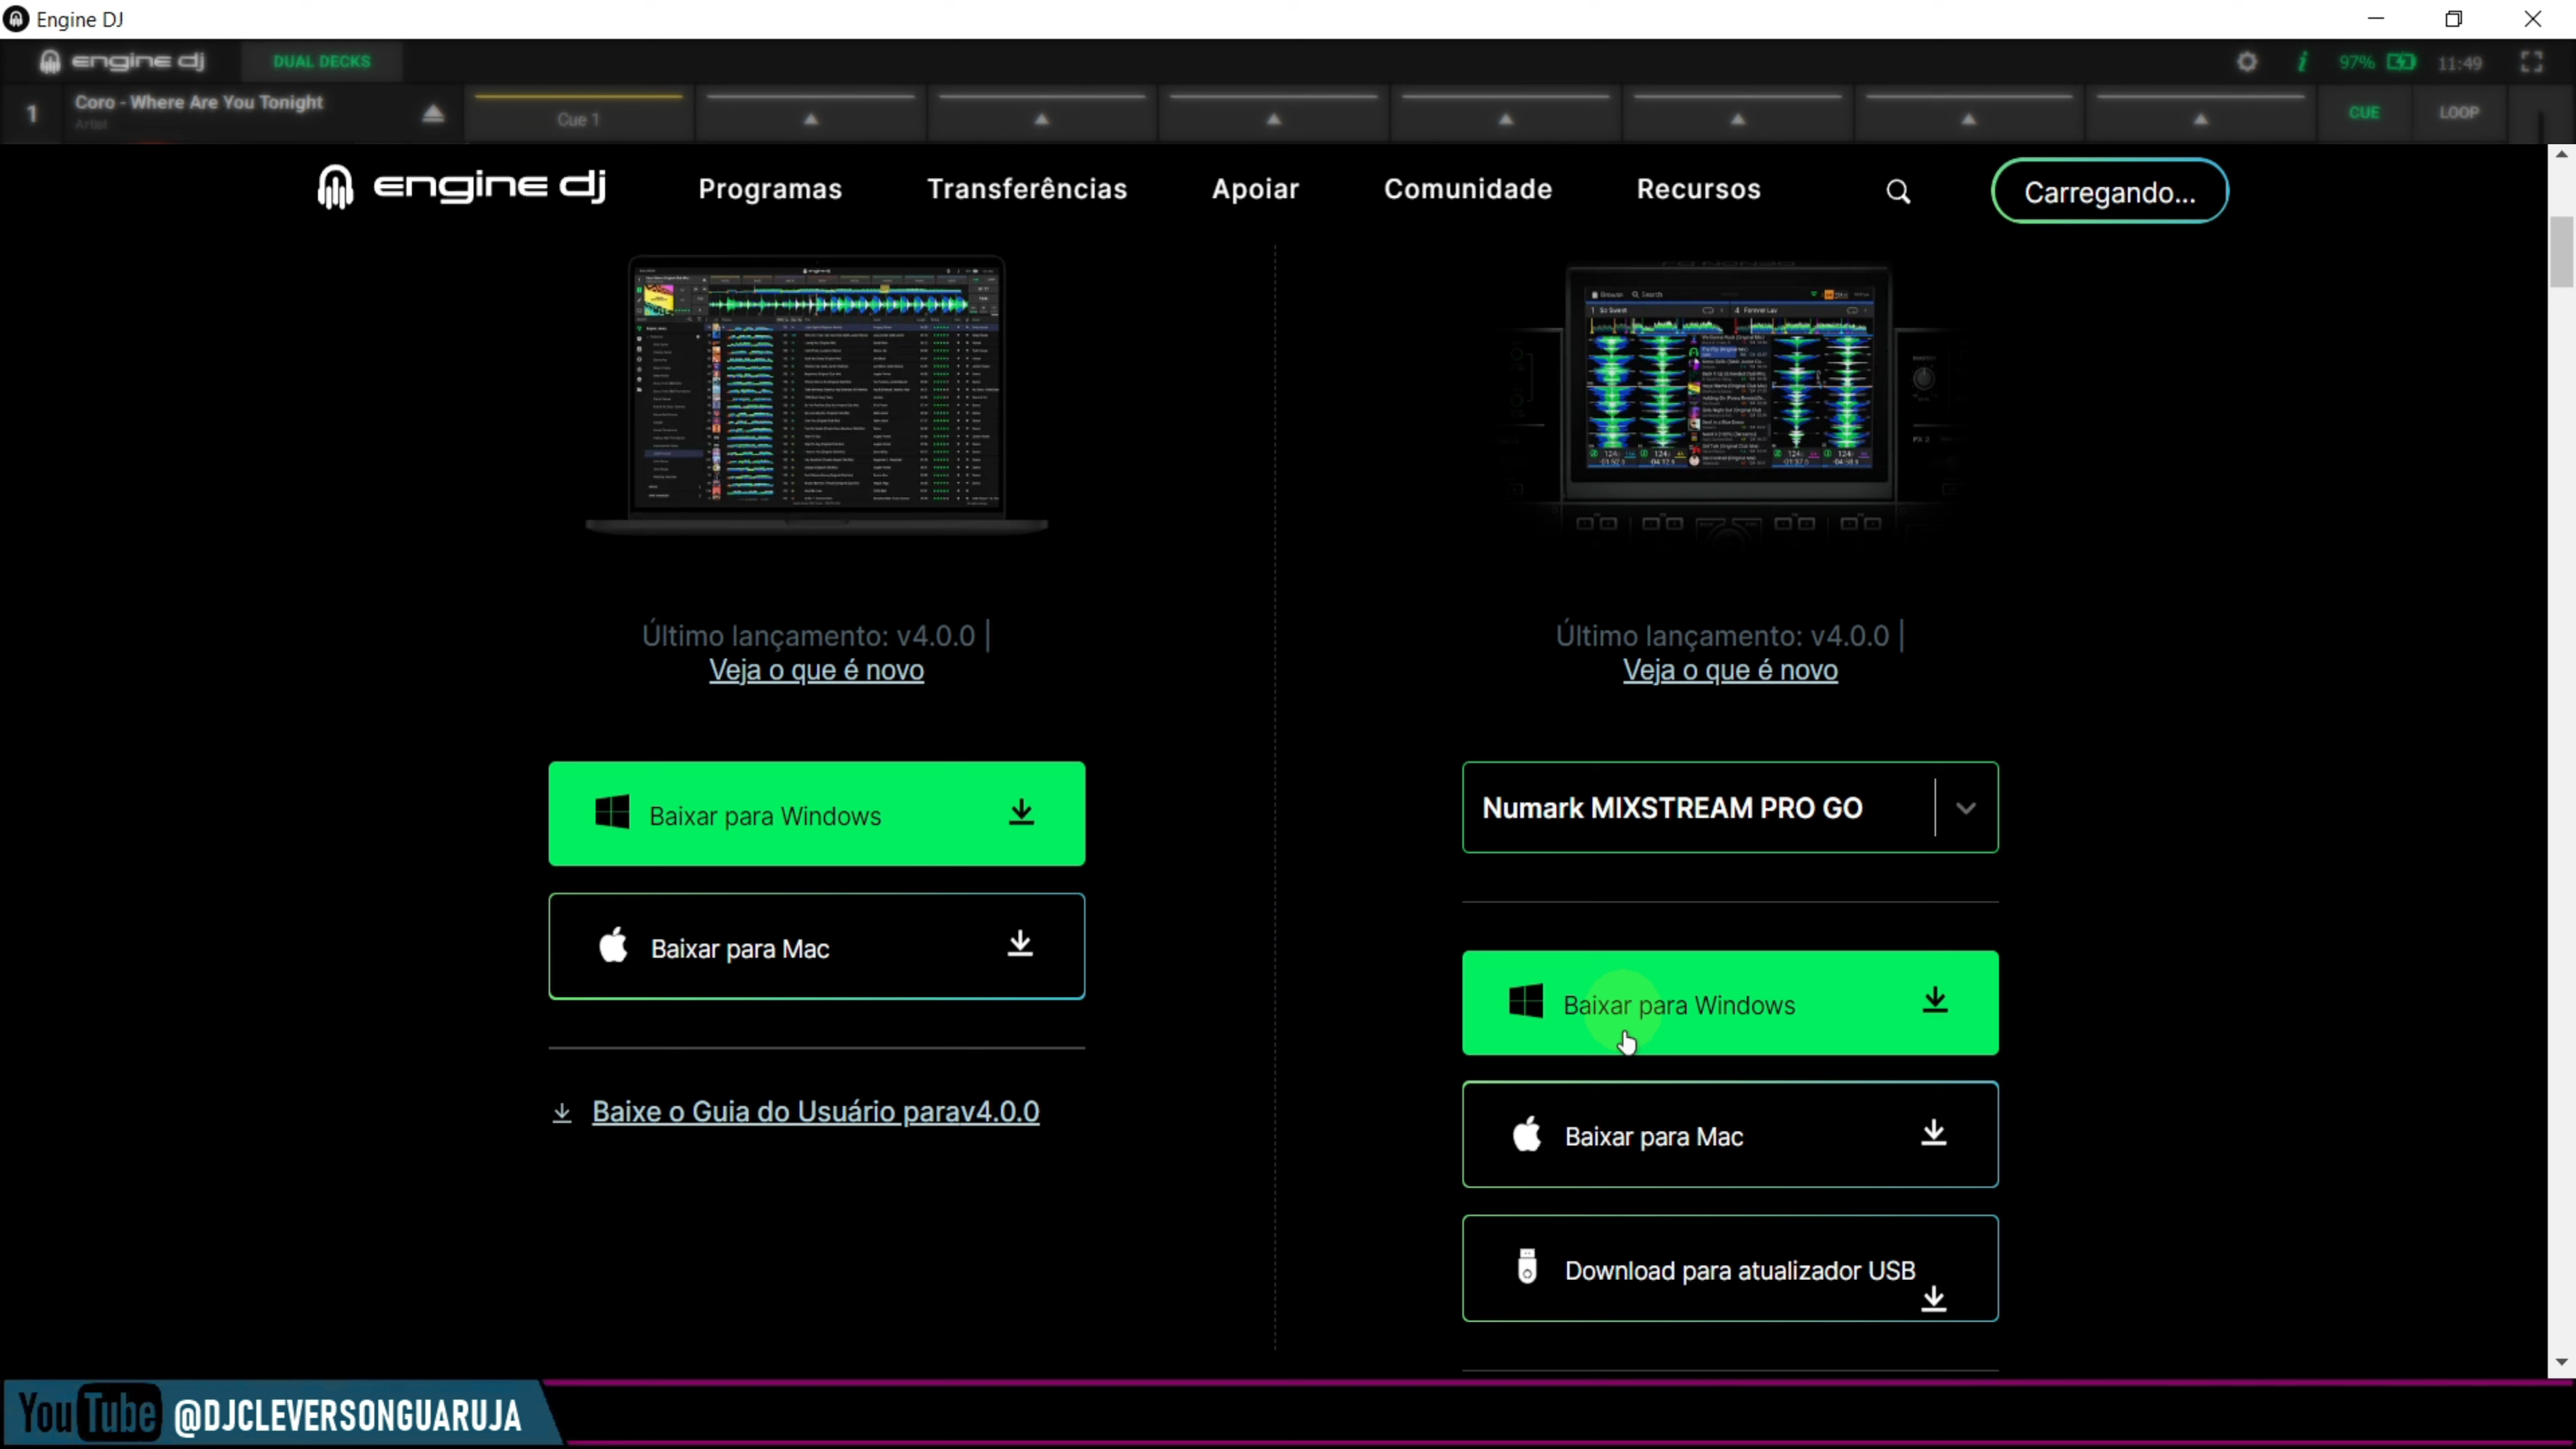 Engine DJ
engine dj
DUAL DECKS
i
97%
11:49
1
Coro - Where Are You Tonight
Artist
Cue 1
CUE
LOOP
engine dj
Programas
Transferências
Apoiar
Comunidade
Recursos
Carregando...
Último lançamento: v4.0.0 |
Veja o que é novo
Baixar para Windows
Baixar para Mac
Baixe o Guia do Usuário parav4.0.0
Último lançamento: v4.0.0 |
Veja o que é novo
Numark MIXSTREAM PRO GO
Baixar para Windows
Baixar para Mac
Download para atualizador USB
YouTube @DJCLEVERSONGUARUJA